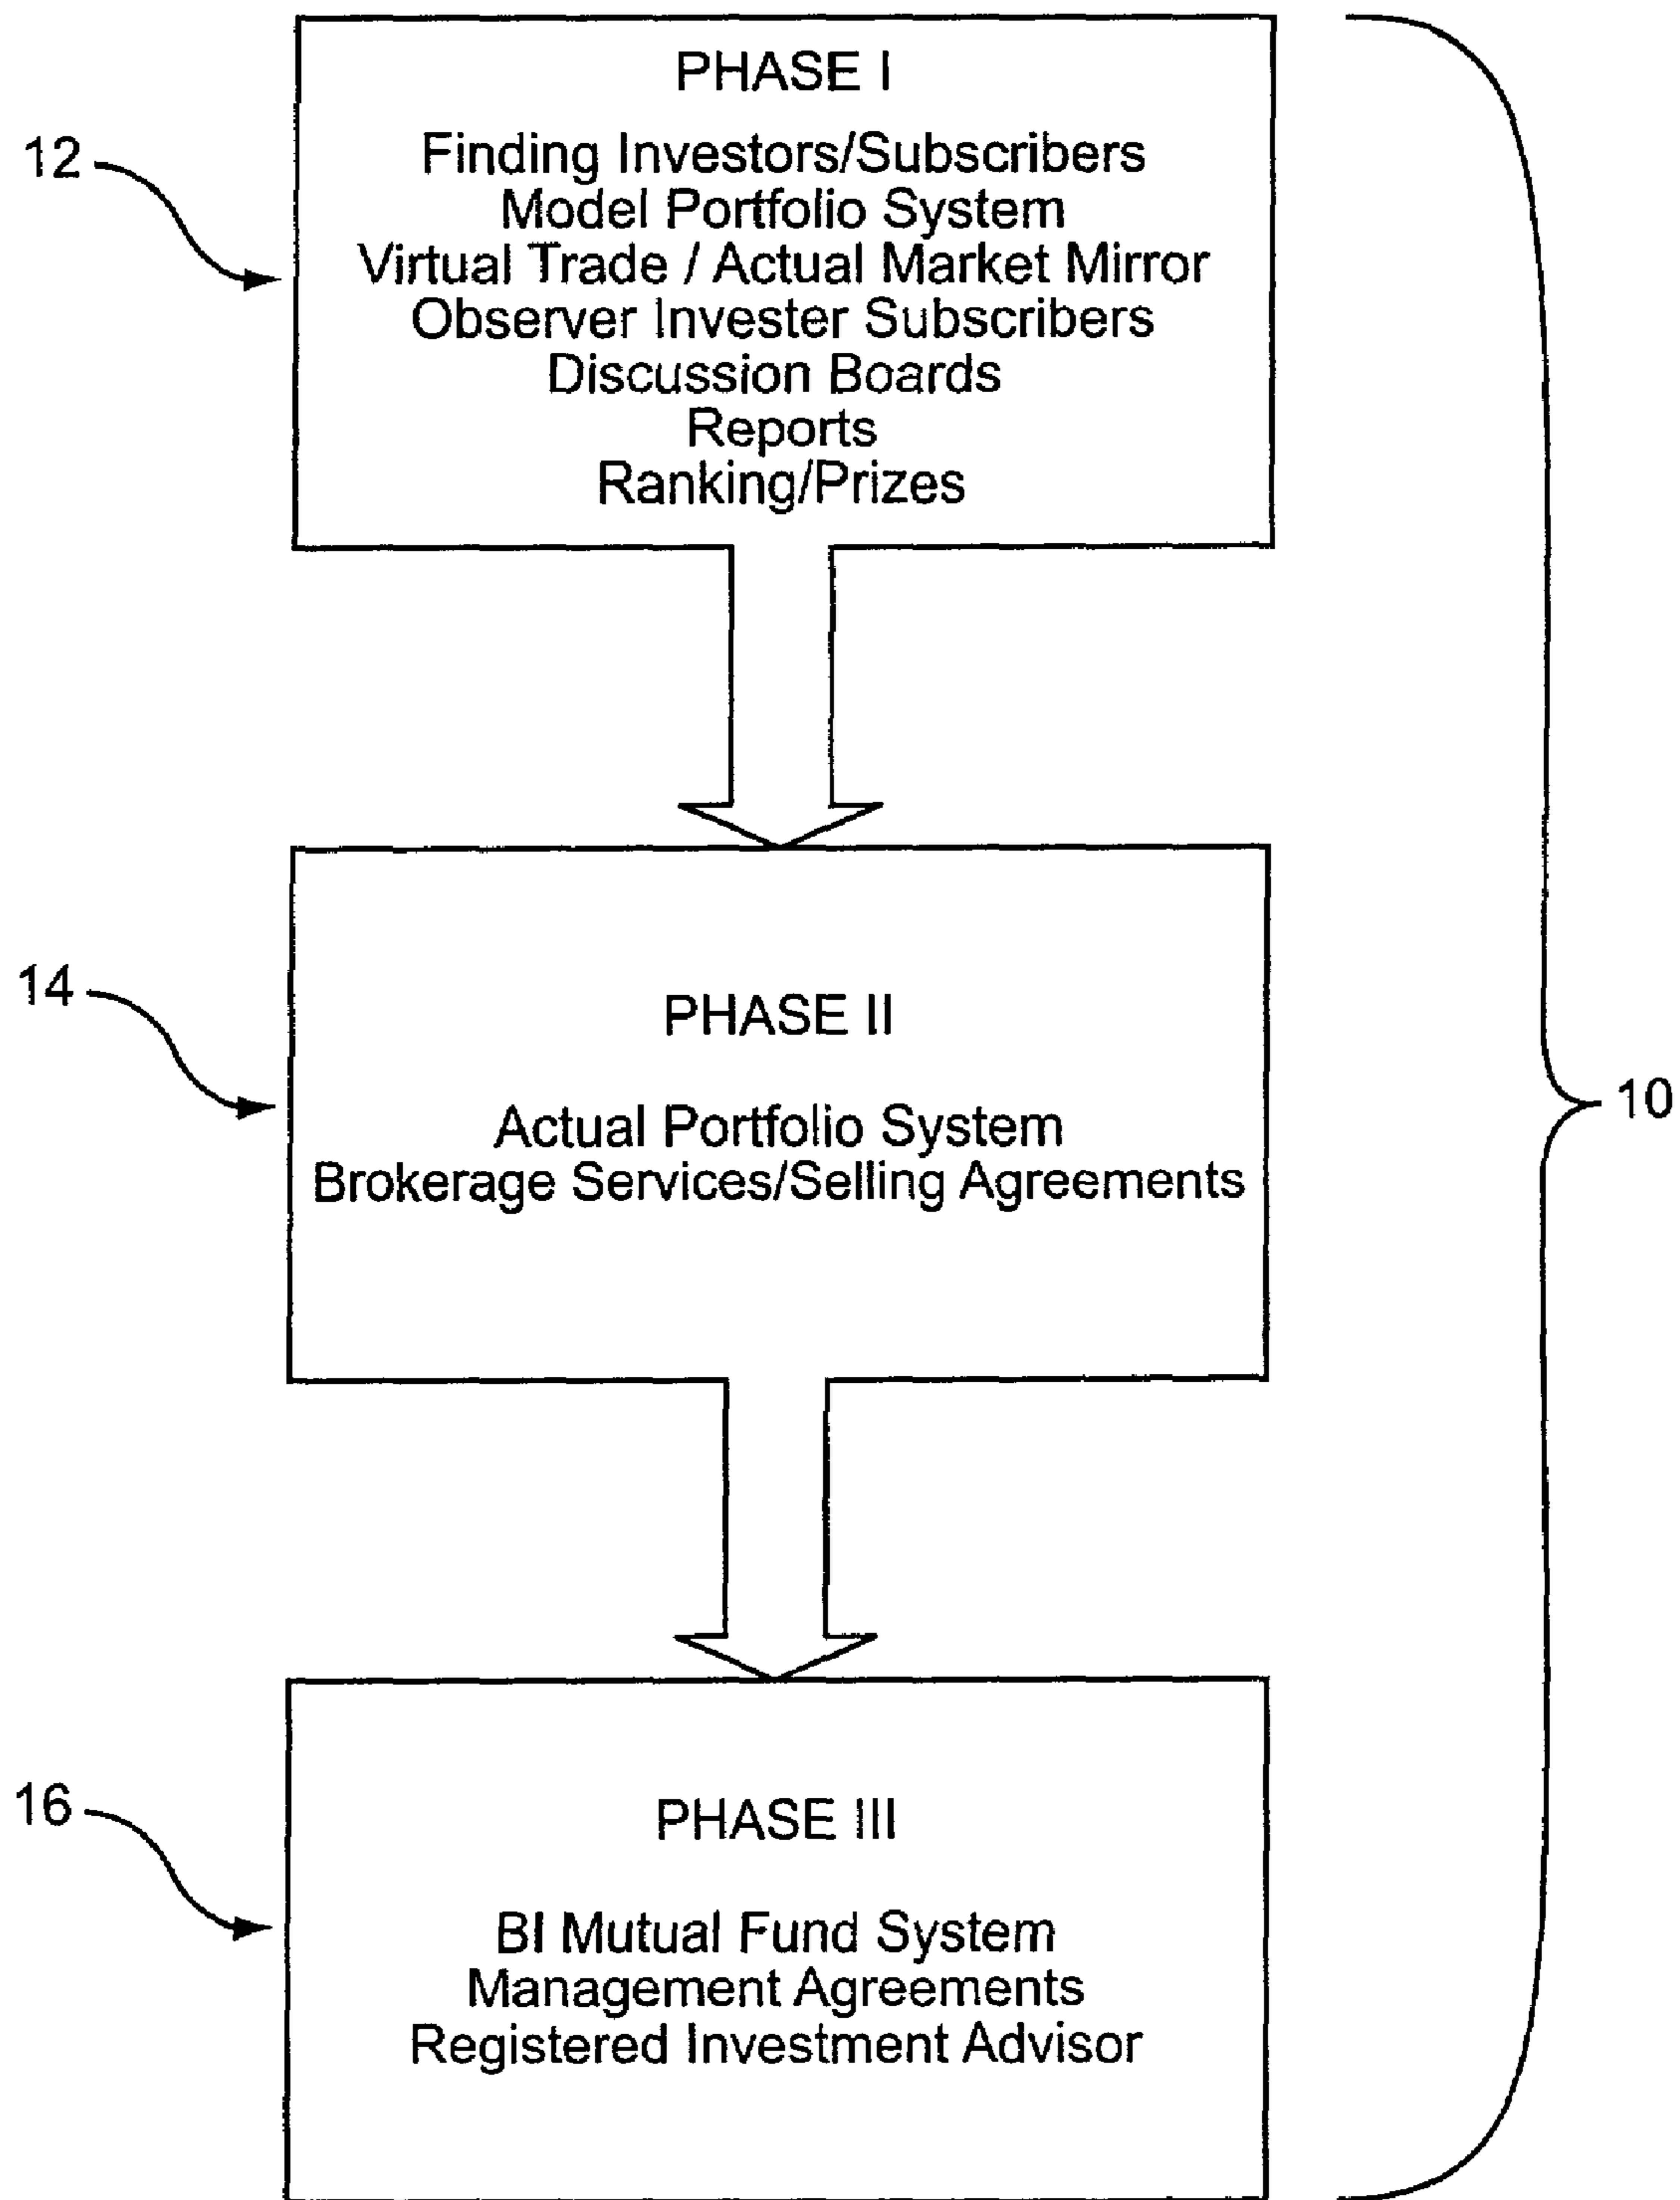 PHASE I
12
Finding Investors/Subscribers
Model Portfolio System
Virtual Trade / Actual Market Mirror
Observer Invester Subscribers
Discussion Boards
Reports
Ranking/Prizes
14
PHASE II
Actual Portfolio System
Brokerage Services/Selling Agreements
10
16
PHASE III
BI Mutual Fund System
Management Agreements
Registered Investment Advisor